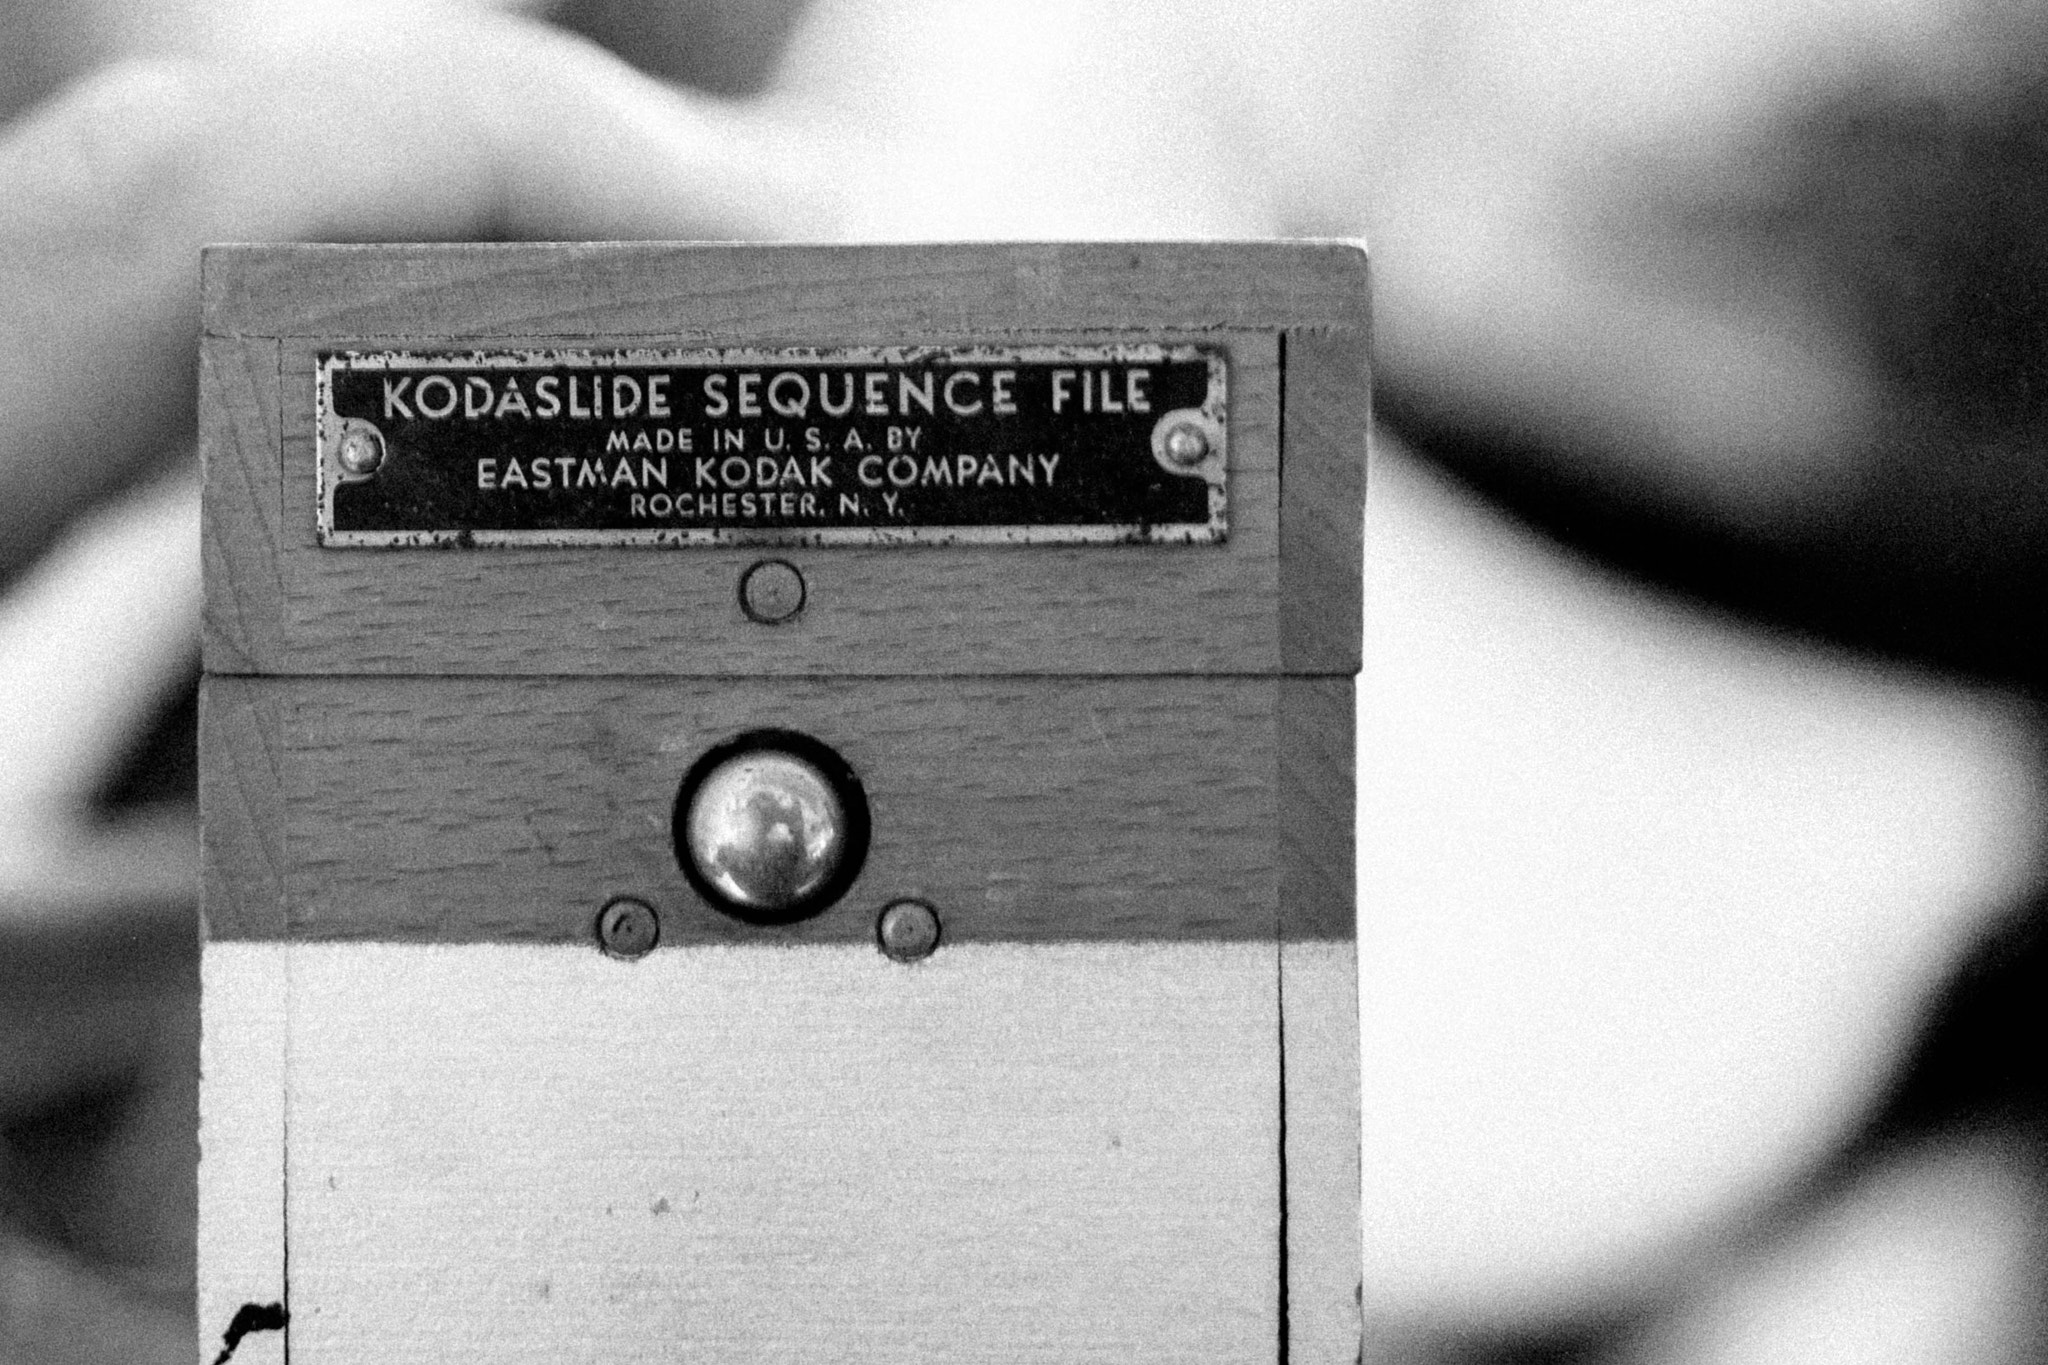 KODASLIDE SEQUENCE FILE
MADE IN U. S. A. BY
EASTMAN KODAK COMPANY
ROCHESTER, N. Y.